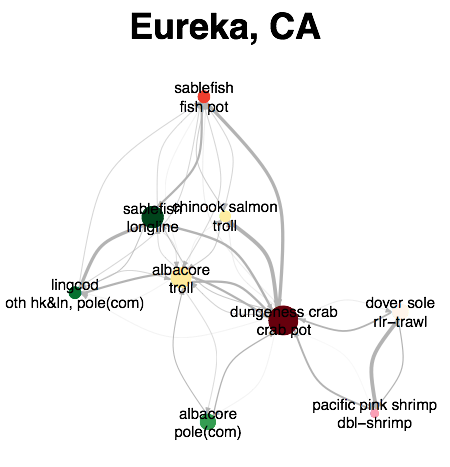 Eureka, CA
sablefish
fish pot
sablefish
longline
chinook salmon
troll
albacore
troll
lingcod
oth hk&ln, pole(com)
dungeness crab
crab pot
dover sole
rlr−trawl
albacore
pole(com)
pacific pink shrimp
dbl−shrimp